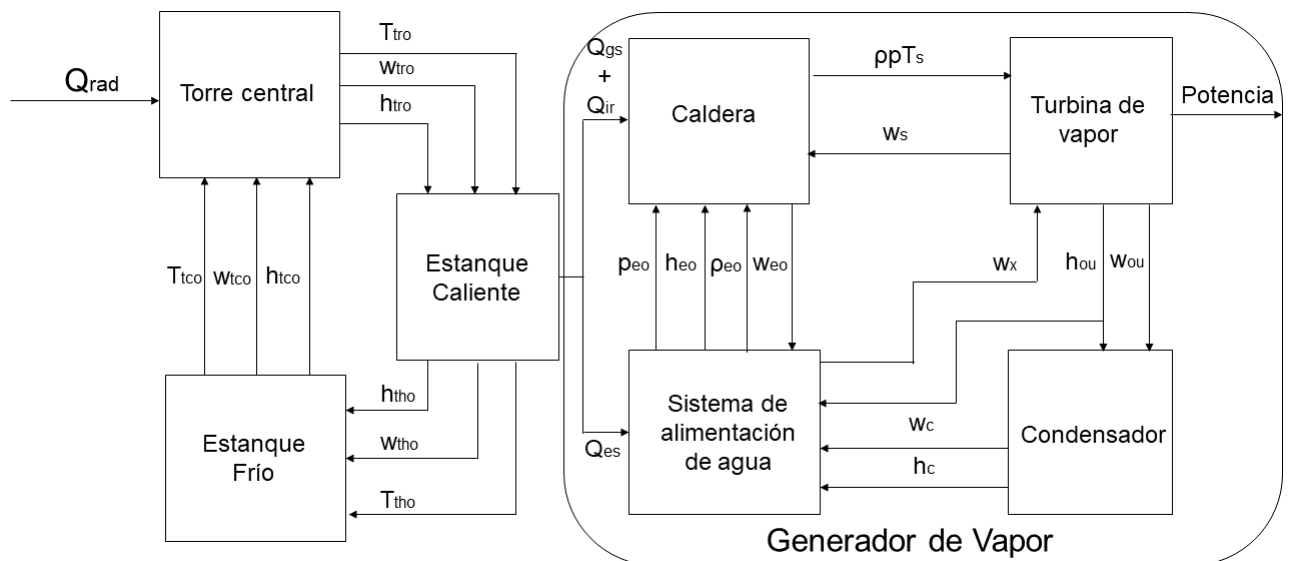 Qrad
Torre central
Ttro
wtro
htro
Qgs
+
Qir
Caldera
ρpTs
ws
Turbina de
vapor
Potencia
Ttco
wtco
htco
Estanque
Caliente
peo
heo
ρeo
weo
wx
hou
wou
Estanque
Frío
htho
wtho
Ttho
Qes
Sistema de
alimentación
de agua
wc
hc
Condensador
Generador de Vapor